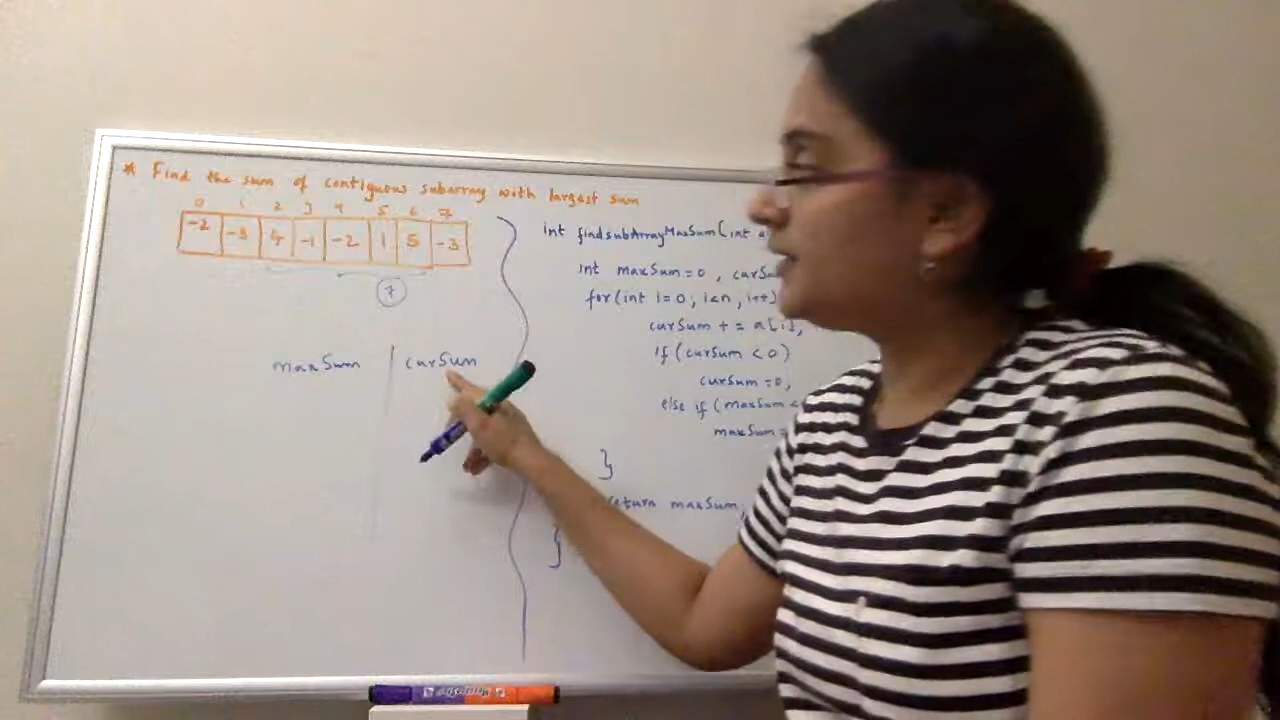 * Find the sum of contiguous subarray with largest sum
0 1 2 3 4 5 6 7
-2 -3 4 -1 -2 1 5 -3
7
maxSum | curSum
int findSubArrayMaxSum(int a
int maxSum=0, curSu
for(int i=0; i<n; i++)
curSum += a[i];
if (curSum < 0)
curSum =0;
else if (maxSum <
maxSum =
}
return maxSum;
}